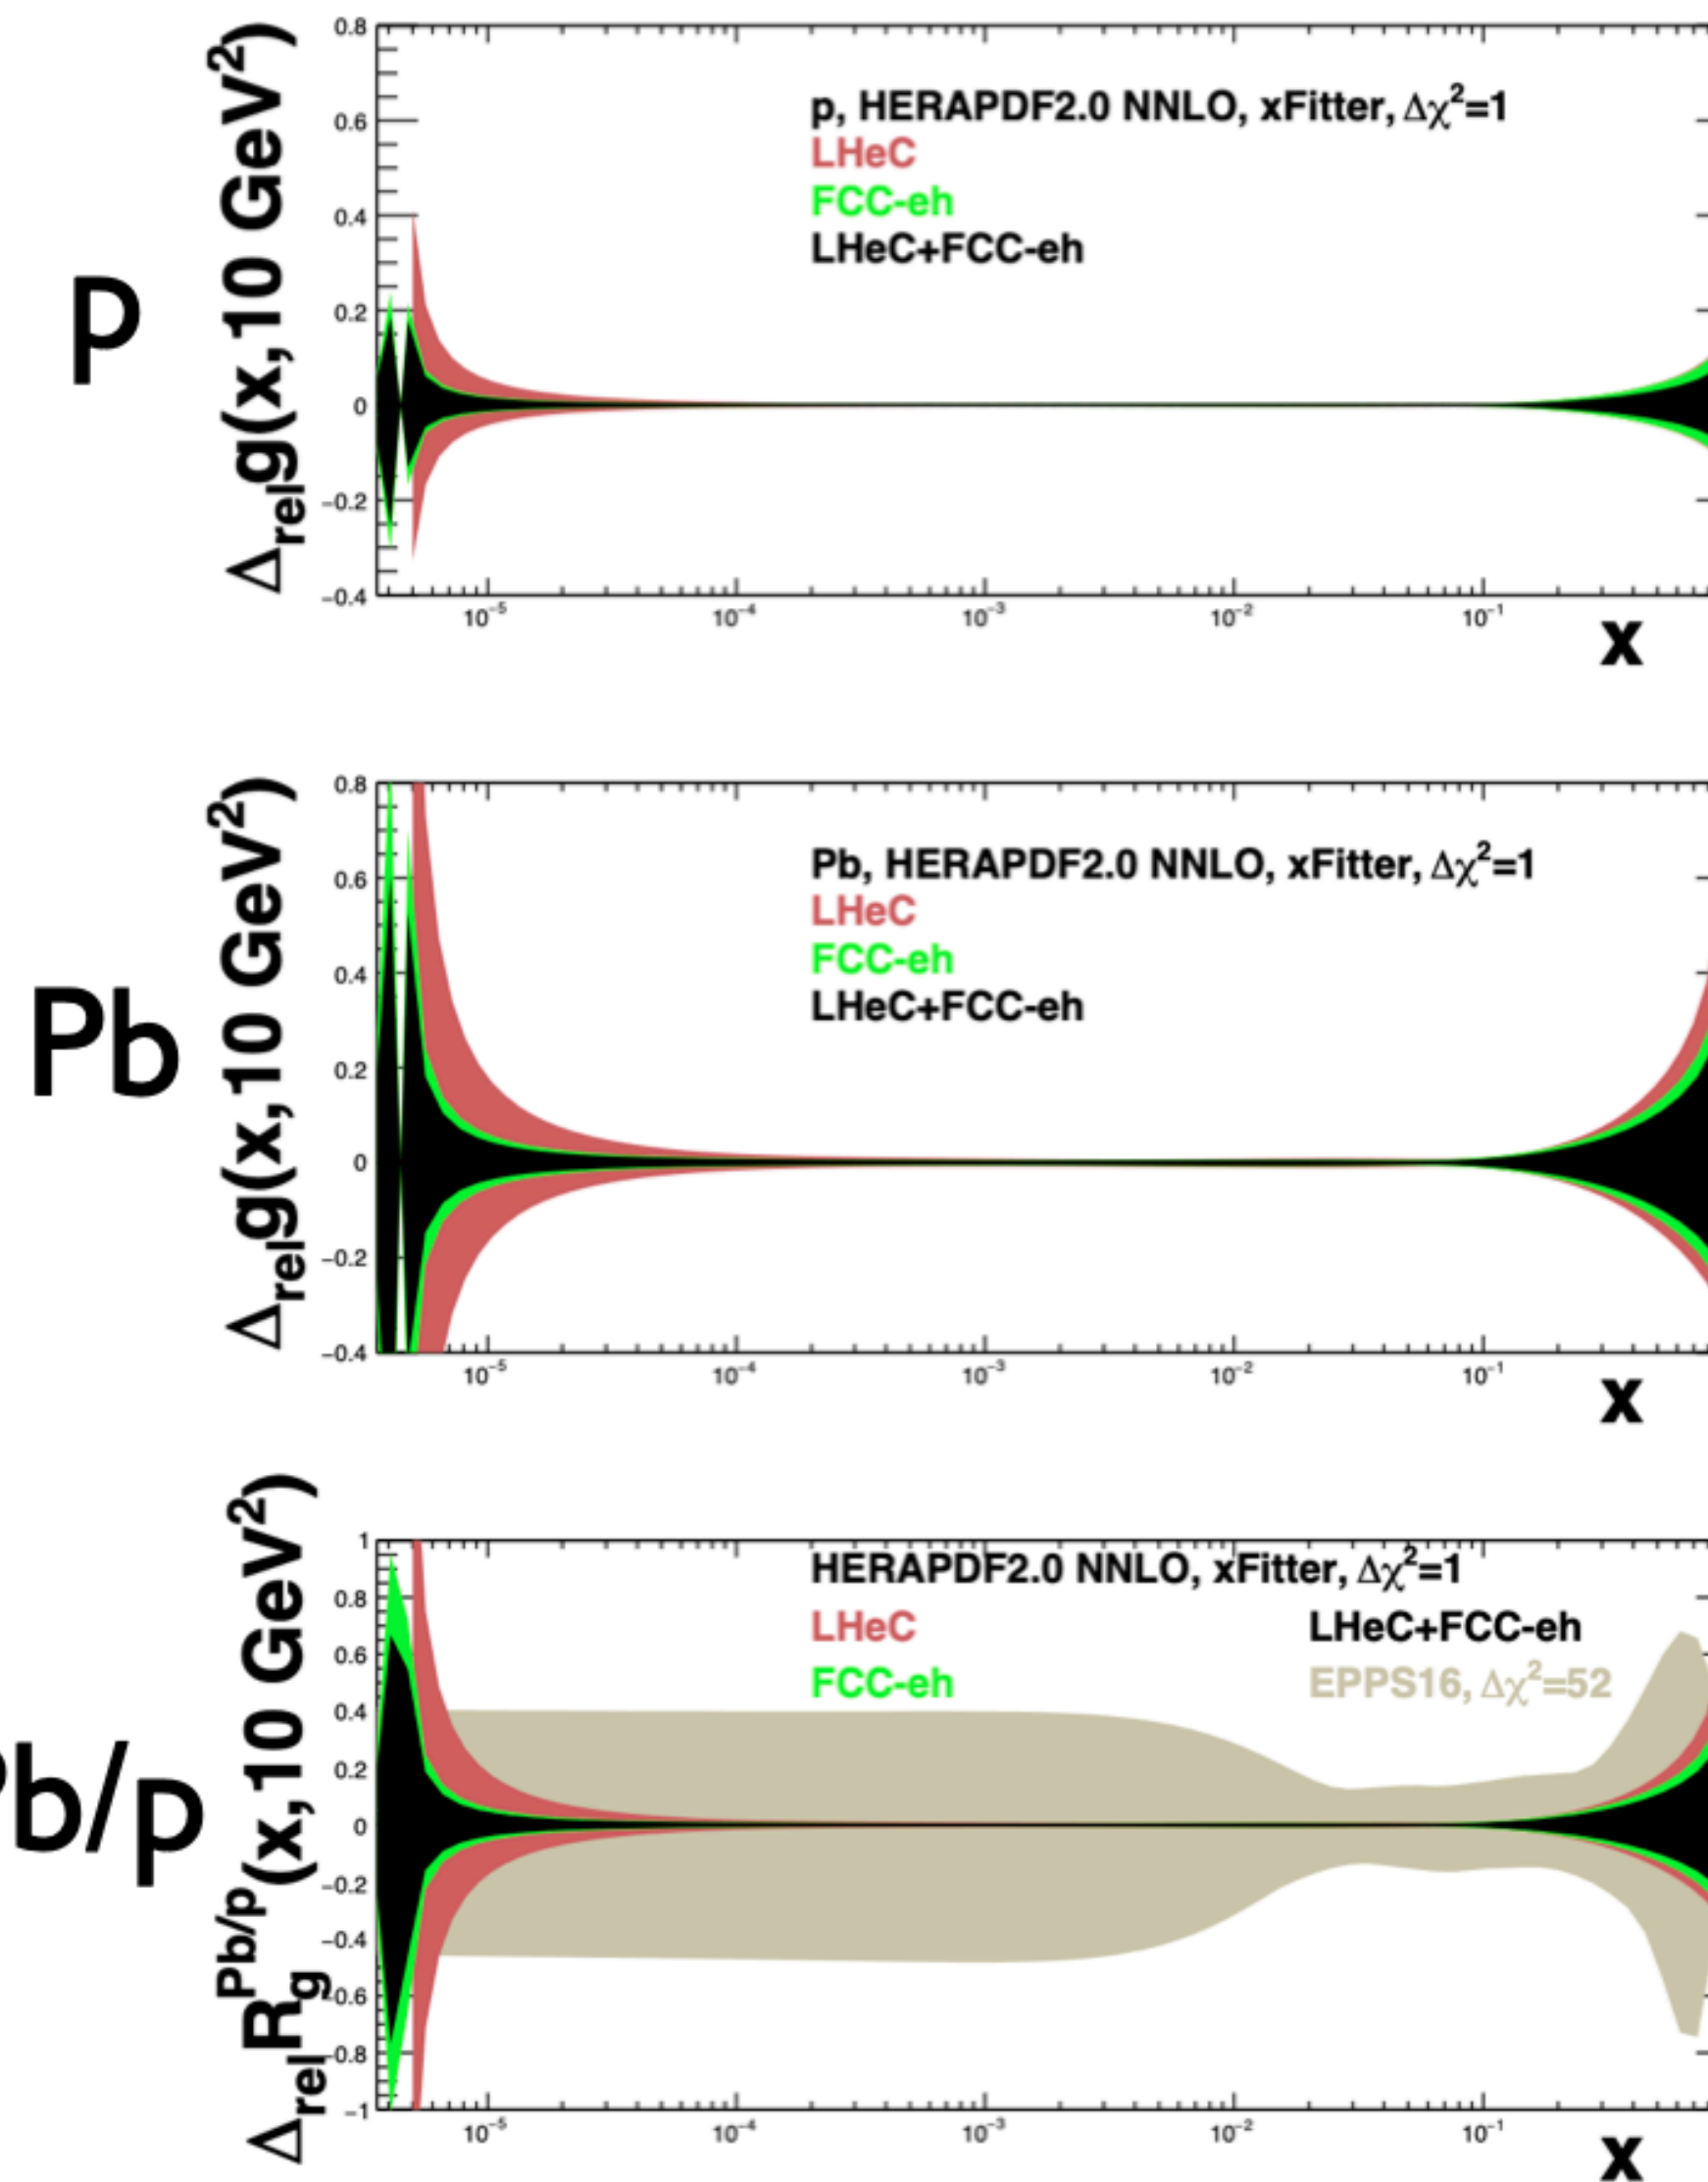 p
Δrelg(x,10 GeV²)
0.8
0.6
0.4
0.2
0
−0.2
−0.4
p, HERAPDF2.0 NNLO, xFitter, Δχ²=1
LHeC
FCC-eh
LHeC+FCC-eh
10⁻⁵ 10⁻⁴ 10⁻³ 10⁻² 10⁻¹
x
Pb
Δrelg(x,10 GeV²)
0.8
0.6
0.4
0.2
0
−0.2
−0.4
Pb, HERAPDF2.0 NNLO, xFitter, Δχ²=1
LHeC
FCC-eh
LHeC+FCC-eh
10⁻⁵ 10⁻⁴ 10⁻³ 10⁻² 10⁻¹
x
b/p
ΔrelRgPb/p(x,10 GeV²)
1
0.8
0.6
0.4
0.2
0
−0.2
−0.4
−0.6
−0.8
−1
HERAPDF2.0 NNLO, xFitter, Δχ²=1
LHeC LHeC+FCC-eh
FCC-eh EPPS16, Δχ²=52
10⁻⁵ 10⁻⁴ 10⁻³ 10⁻² 10⁻¹
x